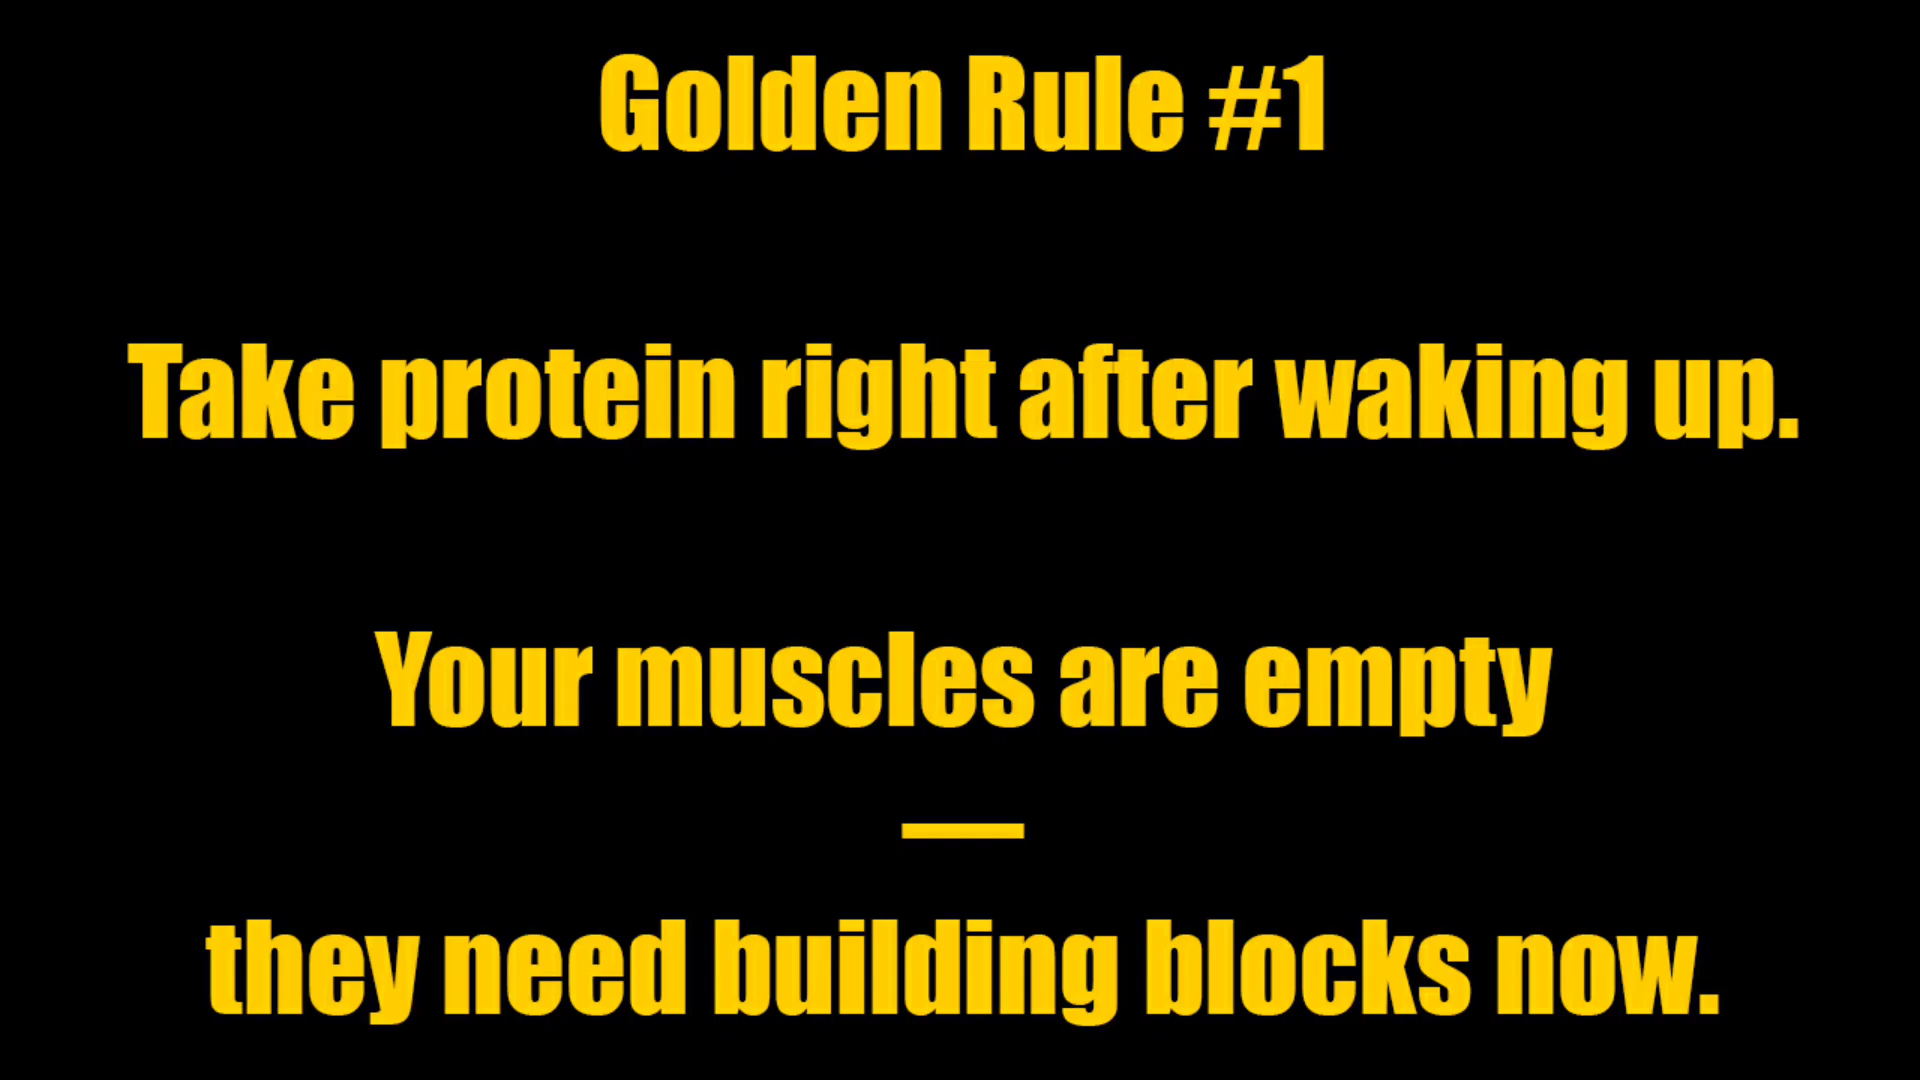 Golden Rule #1
Take protein right after waking up.
Your muscles are empty
—
they need building blocks now.